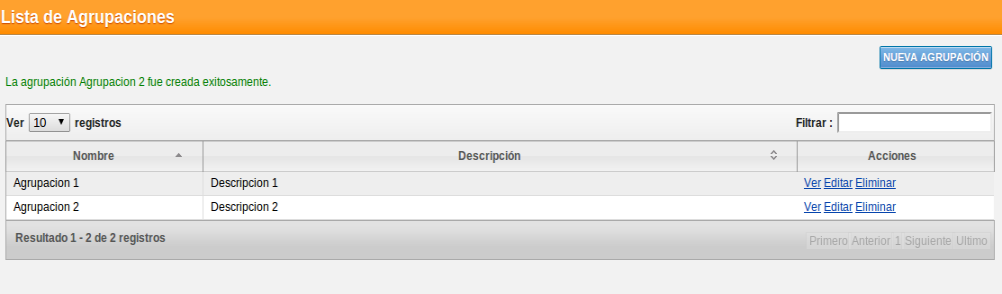 Lista de Agrupaciones
NUEVA AGRUPACIÓN
La agrupación Agrupacion 2 fue creada exitosamente.
Ver 10 registros Filtrar :
Nombre Descripción Acciones
Agrupacion 1 Descripcion 1 Ver Editar Eliminar
Agrupacion 2 Descripcion 2 Ver Editar Eliminar
Resultado 1 - 2 de 2 registros Primero Anterior 1 Siguiente Ultimo